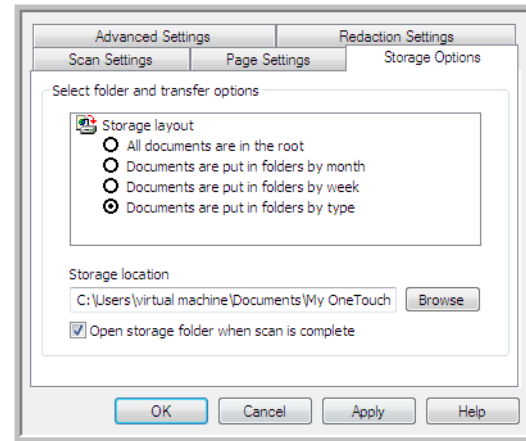 Advanced Settings Redaction Settings
Scan Settings Page Settings Storage Options
Select folder and transfer options
Storage layout
All documents are in the root
Documents are put in folders by month
Documents are put in folders by week
Documents are put in folders by type
Storage location
C:\Users\virtual machine\Documents\My OneTouch Browse
Open storage folder when scan is complete
OK Cancel Apply Help